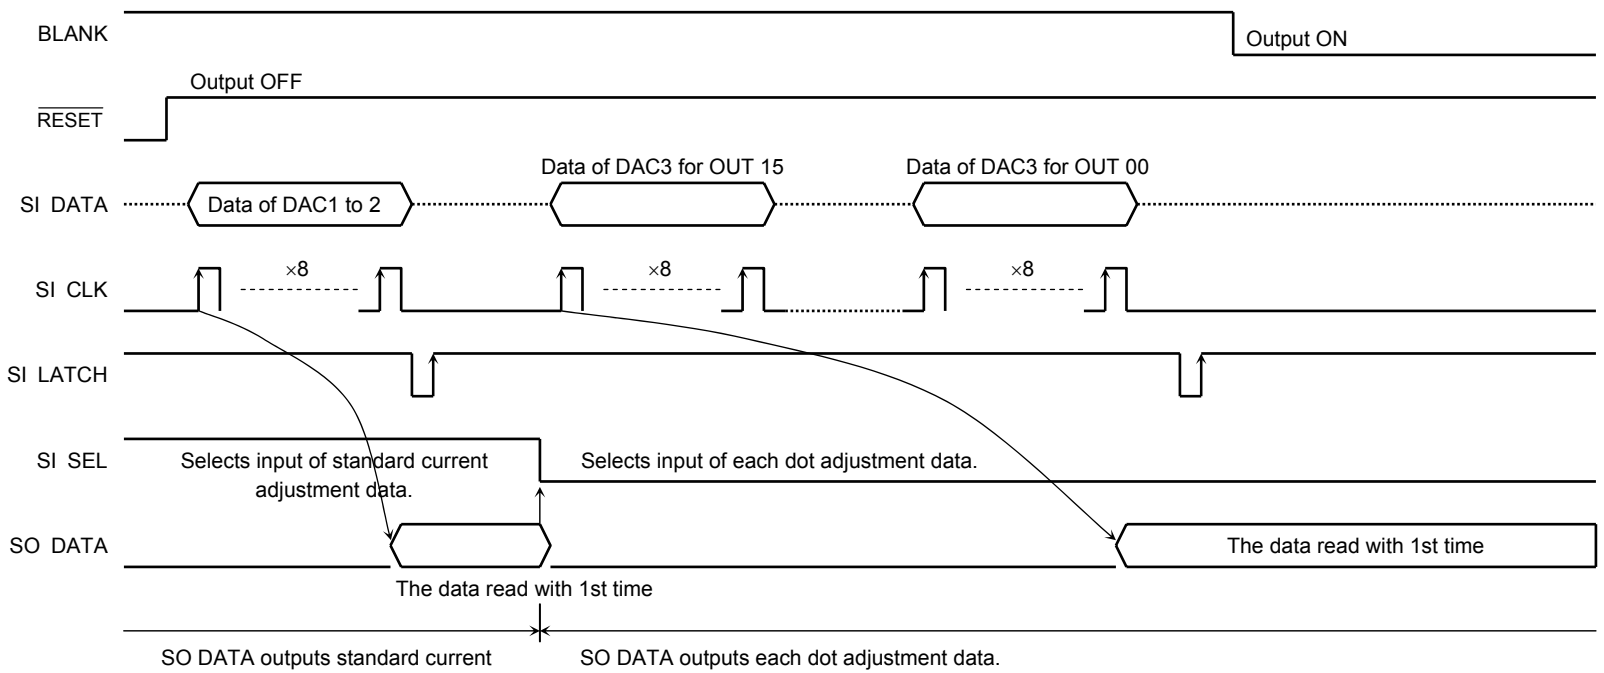 BLANK
Output ON
Output OFF
RESET
Data of DAC3 for OUT 15
Data of DAC3 for OUT 00
SI DATA
Data of DAC1 to 2
×8
×8
×8
SI CLK
SI LATCH
SI SEL
Selects input of standard current
adjustment data.
Selects input of each dot adjustment data.
SO DATA
The data read with 1st time
The data read with 1st time
SO DATA outputs standard current
SO DATA outputs each dot adjustment data.